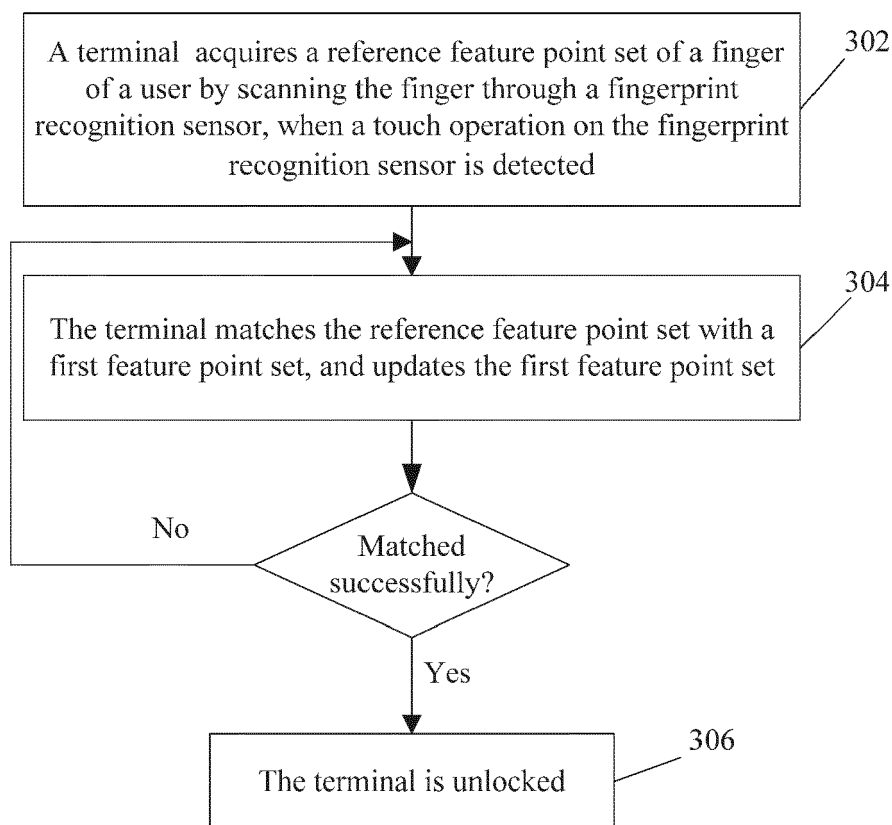 A terminal acquires a reference feature point set of a finger
of a user by scanning the finger through a fingerprint
recognition sensor, when a touch operation on the fingerprint
recognition sensor is detected
302
The terminal matches the reference feature point set with a
first feature point set, and updates the first feature point set
304
No
Matched
successfully?
Yes
306
The terminal is unlocked